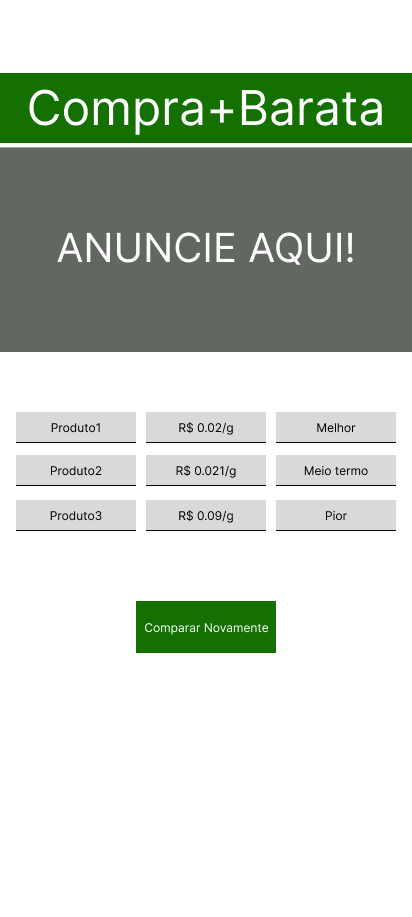 Compra+Barata
ANUNCIE AQUI!
Produto1 R$ 0.02/g Melhor
Produto2 R$ 0.021/g Meio termo
Produto3 R$ 0.09/g Pior
Comparar Novamente